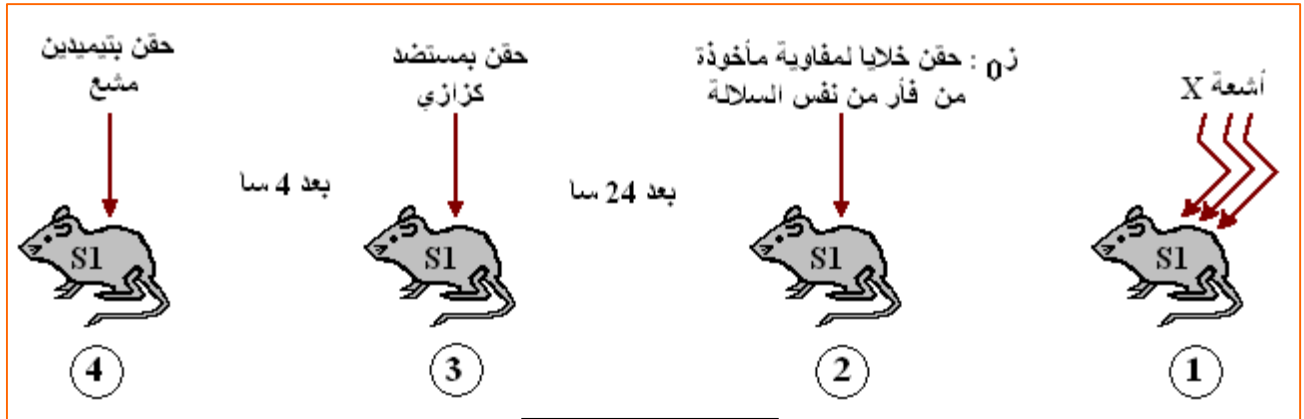 أشعة X
ز0 : حقن خلايا لمفاوية مأخوذة
من فأر من نفس السلالة
بعد 24 سا
حقن بمستضد
كزازي
بعد 4 سا
حقن بتيميدين
مشع
S1
S1
S1
S1
1
2
3
4